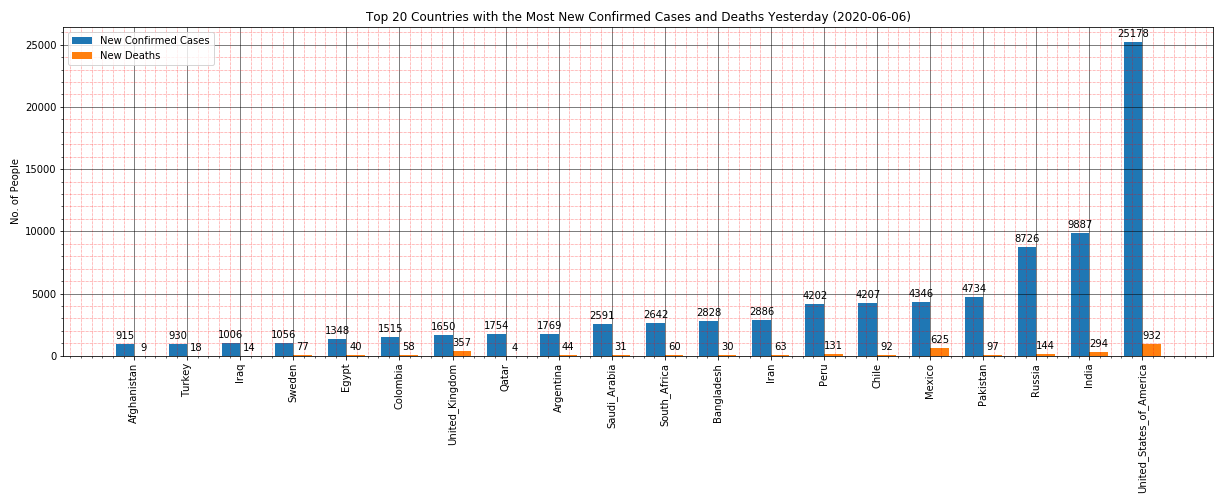 Top 20 Countries with the Most New Confirmed Cases and Deaths Yesterday (2020-06-06)
New Confirmed Cases
New Deaths
No. of People
25000
20000
15000
10000
5000
0
915 9
930 18
1006 14
1056 77
1348 40
1515 58
1650 357
1754 4
1769 44
2591 31
2642 60
2828 30
2886 63
4202 131
4207 92
4346 625
4734 97
8726 144
9887 294
25178 932
Afghanistan
Turkey
Iraq
Sweden
Egypt
Colombia
United_Kingdom
Qatar
Argentina
Saudi_Arabia
South_Africa
Bangladesh
Iran
Peru
Chile
Mexico
Pakistan
Russia
India
United_States_of_America